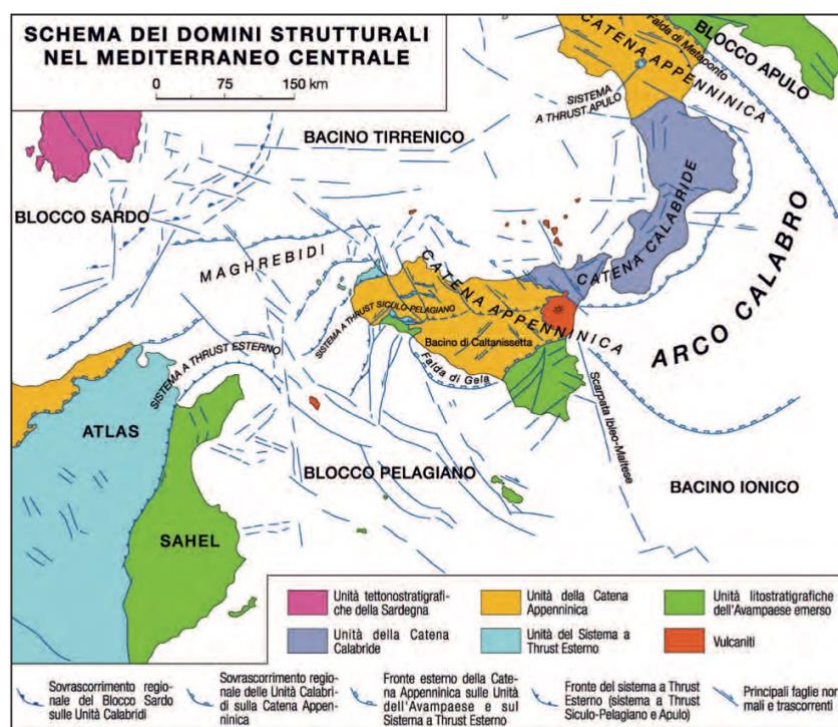 SCHEMA DEI DOMINI STRUTTURALI
NEL MEDITERRANEO CENTRALE
0 75 150 km
CATENA APPENNINICA
Falda di Metaponto
BLOCCO APULO
SISTEMA
A THRUST APULO
BACINO TIRRENICO
BLOCCO SARDO
MAGHREBIDI
CATENA CALABRIDE
ARCO CALABRO
CATENA APPENNINICA
SISTEMA A THRUST SICULO-PELAGIANO
Bacino di Caltanissetta
Falda di Gela
SISTEMA A THRUST ESTERNO
Scarpata Ibleo-Maltese
ATLAS
BLOCCO PELAGIANO
BACINO IONICO
SAHEL
Unità tettonostratigrafi-
che della Sardegna
Unità della Catena
Appenninica
Unità litostratigrafiche
dell'Avampaese emerso
Unità della Catena
Calabride
Unità del Sistema a
Thrust Esterno
Vulcaniti
Sovrascorrimento regio-
nale del Blocco Sardo
sulle Unità Calabridi
Sovrascorrimento regio-
nale delle Unità Calabri-
di sulla Catena Appen-
ninica
Fronte esterno della Cate-
na Appenninica sulle Unità
dell'Avampaese e sul
Sistema a Thrust Esterno
Fronte del sistema a Thrust
Esterno (sistema a Thrust
Siculo-Pelagiano e Apulo)
Principali faglie nor
mali e trascorrenti